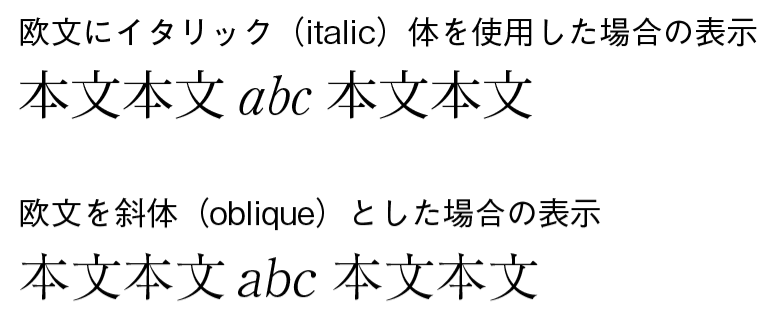 欧文にイタリック（italic）体を使用した場合の表示
本文本文 abc 本文本文
欧文を斜体（oblique）とした場合の表示
本文本文 abc 本文本文